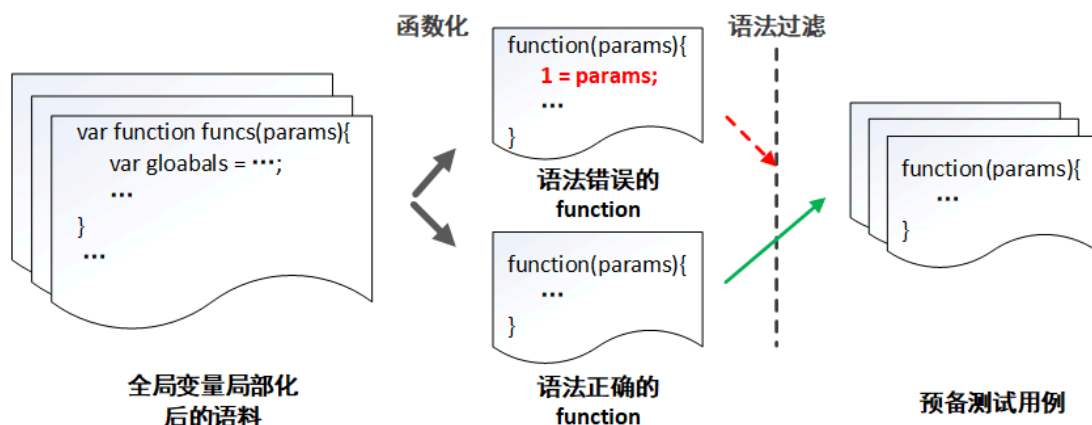 函数化
语法过滤
function(params){
1 = params;
...
}
语法错误的
function
var function funcs(params){
var gloabals = ...;
...
}
...
全局变量局部化
后的语料
function(params){
...
}
语法正确的
function
function(params){
...
}
预备测试用例